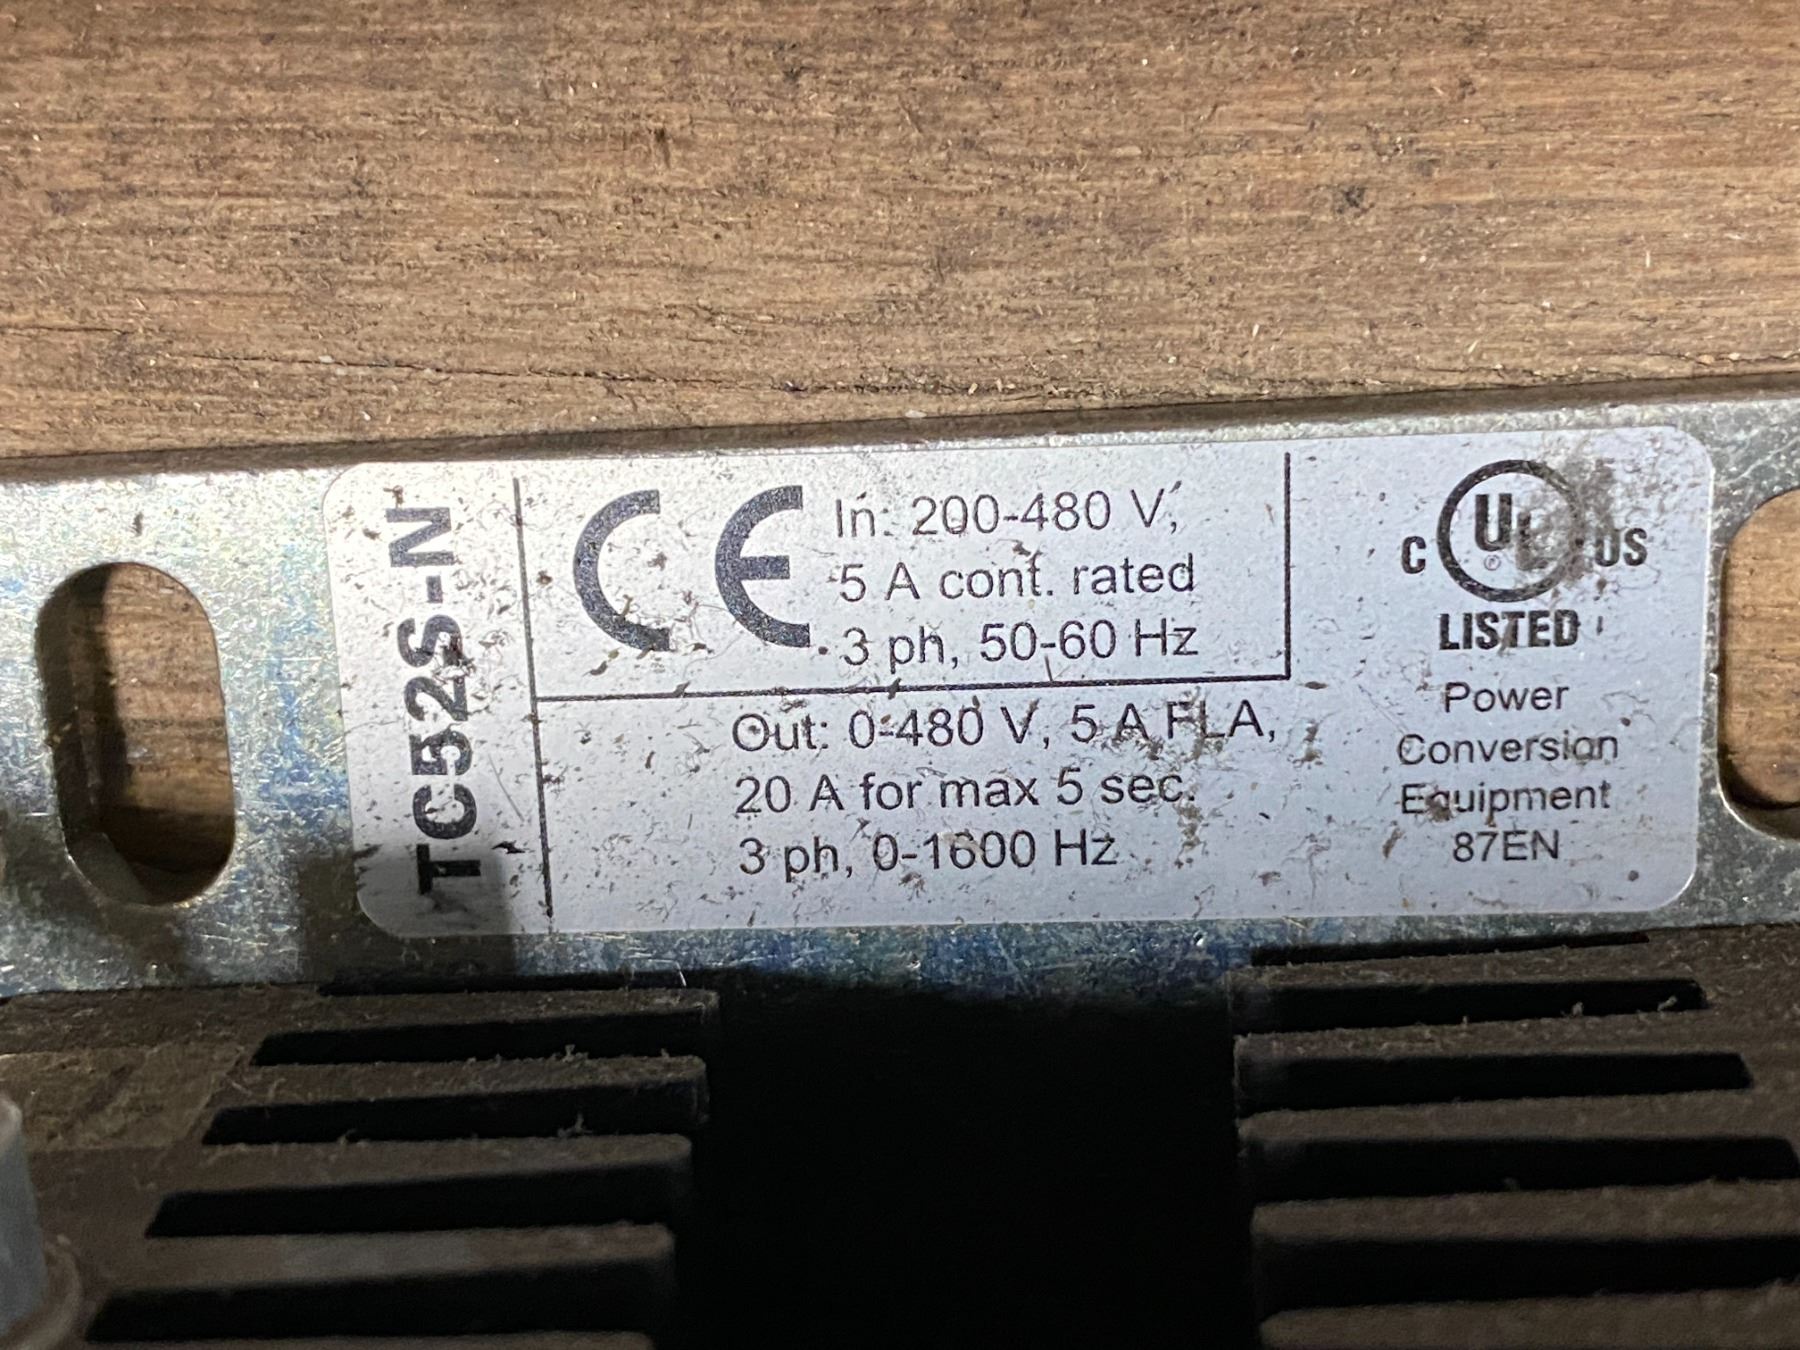 TC52S-N
CE
In: 200-480 V,
5 A cont. rated
3 ph, 50-60 Hz
Out: 0-480 V, 5 A FLA,
20 A for max 5 sec.
3 ph, 0-1600 Hz
C UL US
LISTED
Power
Conversion
Equipment
87EN